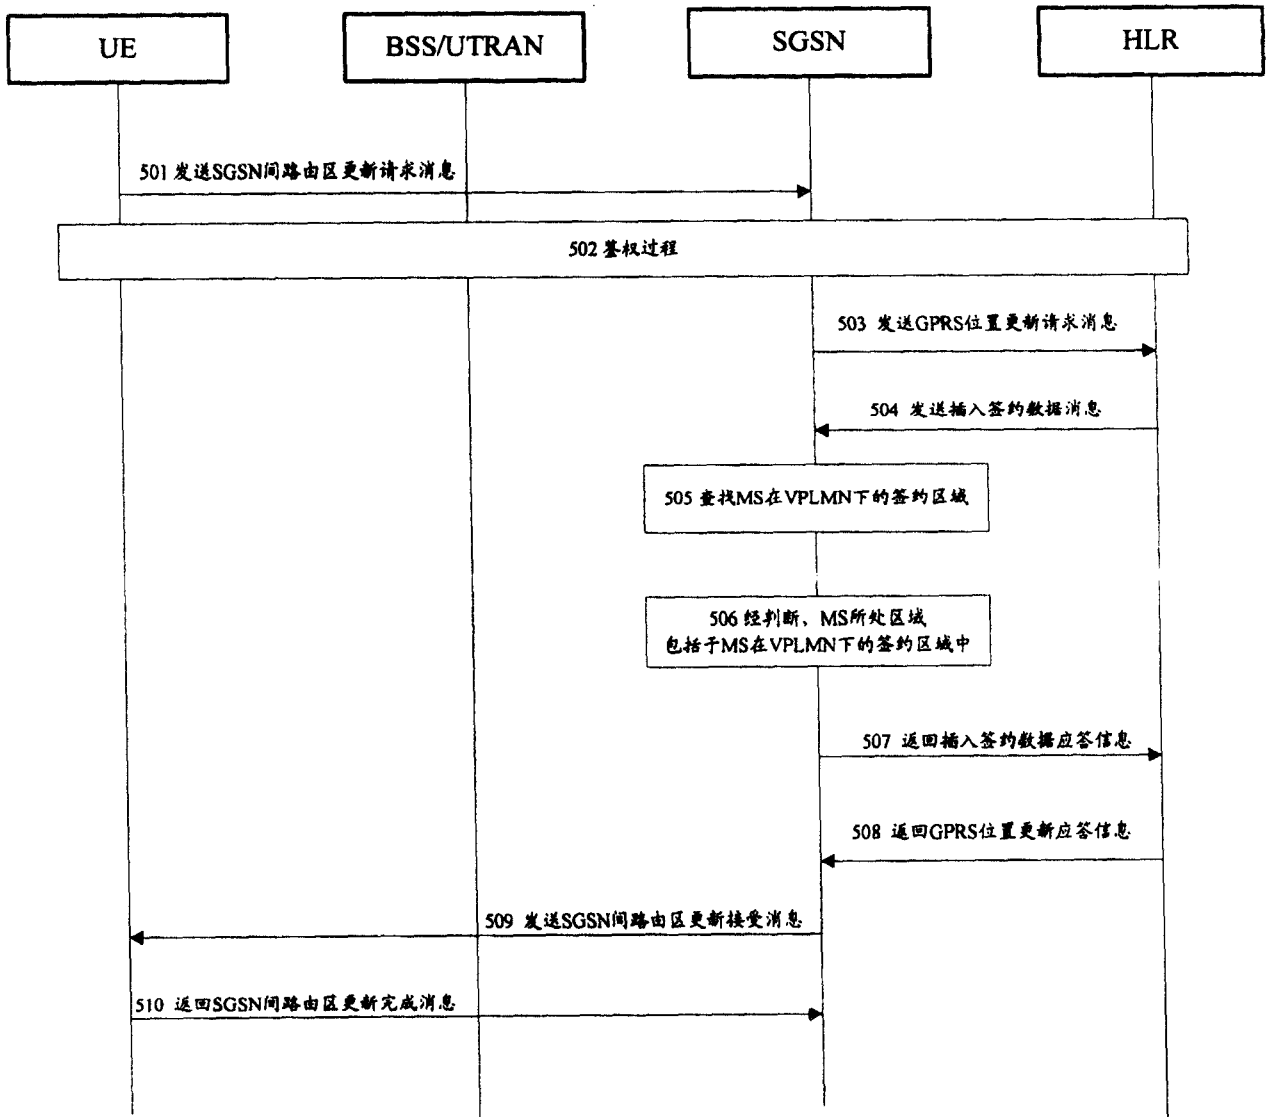 UE
BSS/UTRAN
SGSN
HLR
501 发送SGSN间路由区更新请求消息
502 鉴权过程
503 发送GPRS位置更新请求消息
504 发送插入签约数据消息
505 查找MS在VPLMN下的签约区域
506 经判断、MS所处区域
包括于MS在VPLMN下的签约区域中
507 返回插入签约数据应答信息
508 返回GPRS位置更新应答信息
509 发送SGSN间路由区更新接受消息
510 返回SGSN间路由区更新完成消息